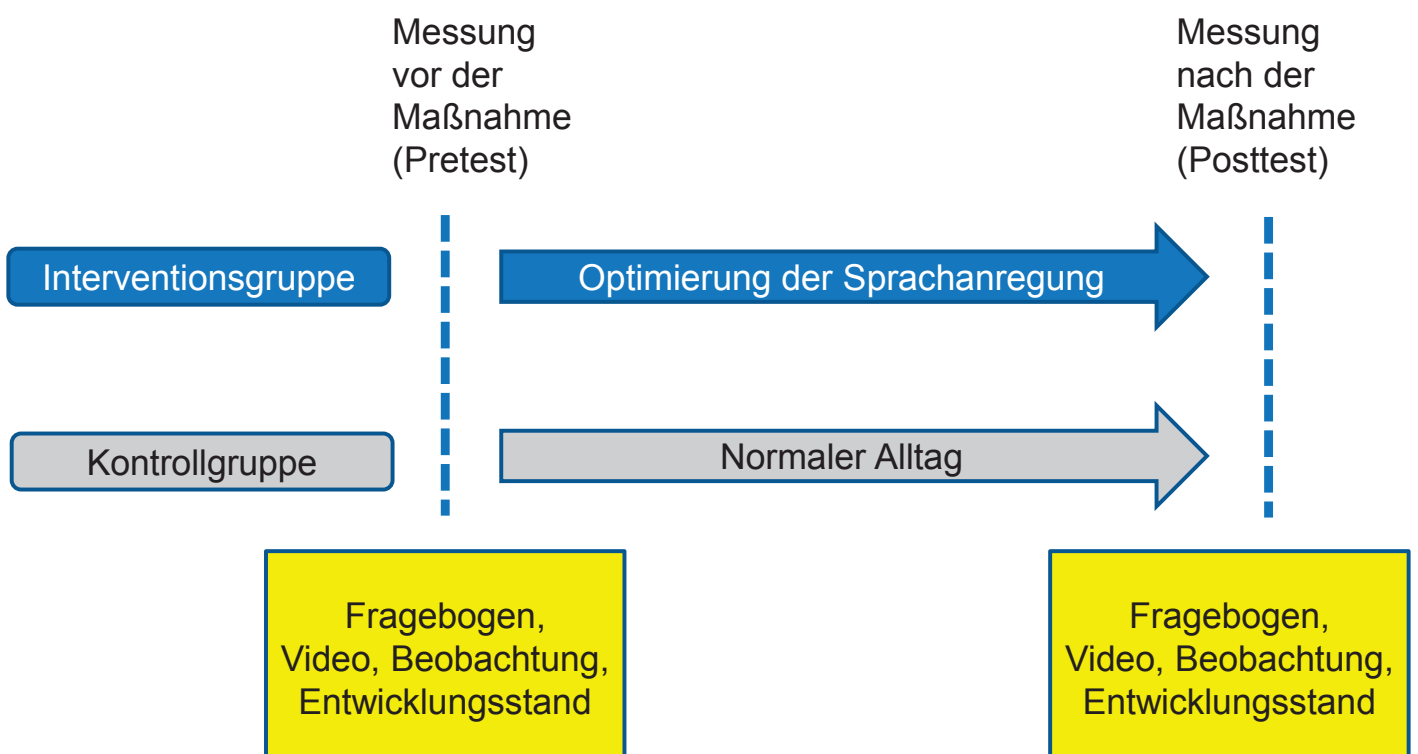 Messung
vor der
Maßnahme
(Pretest)
Messung
nach der
Maßnahme
(Posttest)
Interventionsgruppe
Optimierung der Sprachanregung
Kontrollgruppe
Normaler Alltag
Fragebogen,
Video, Beobachtung,
Entwicklungsstand
Fragebogen,
Video, Beobachtung,
Entwicklungsstand